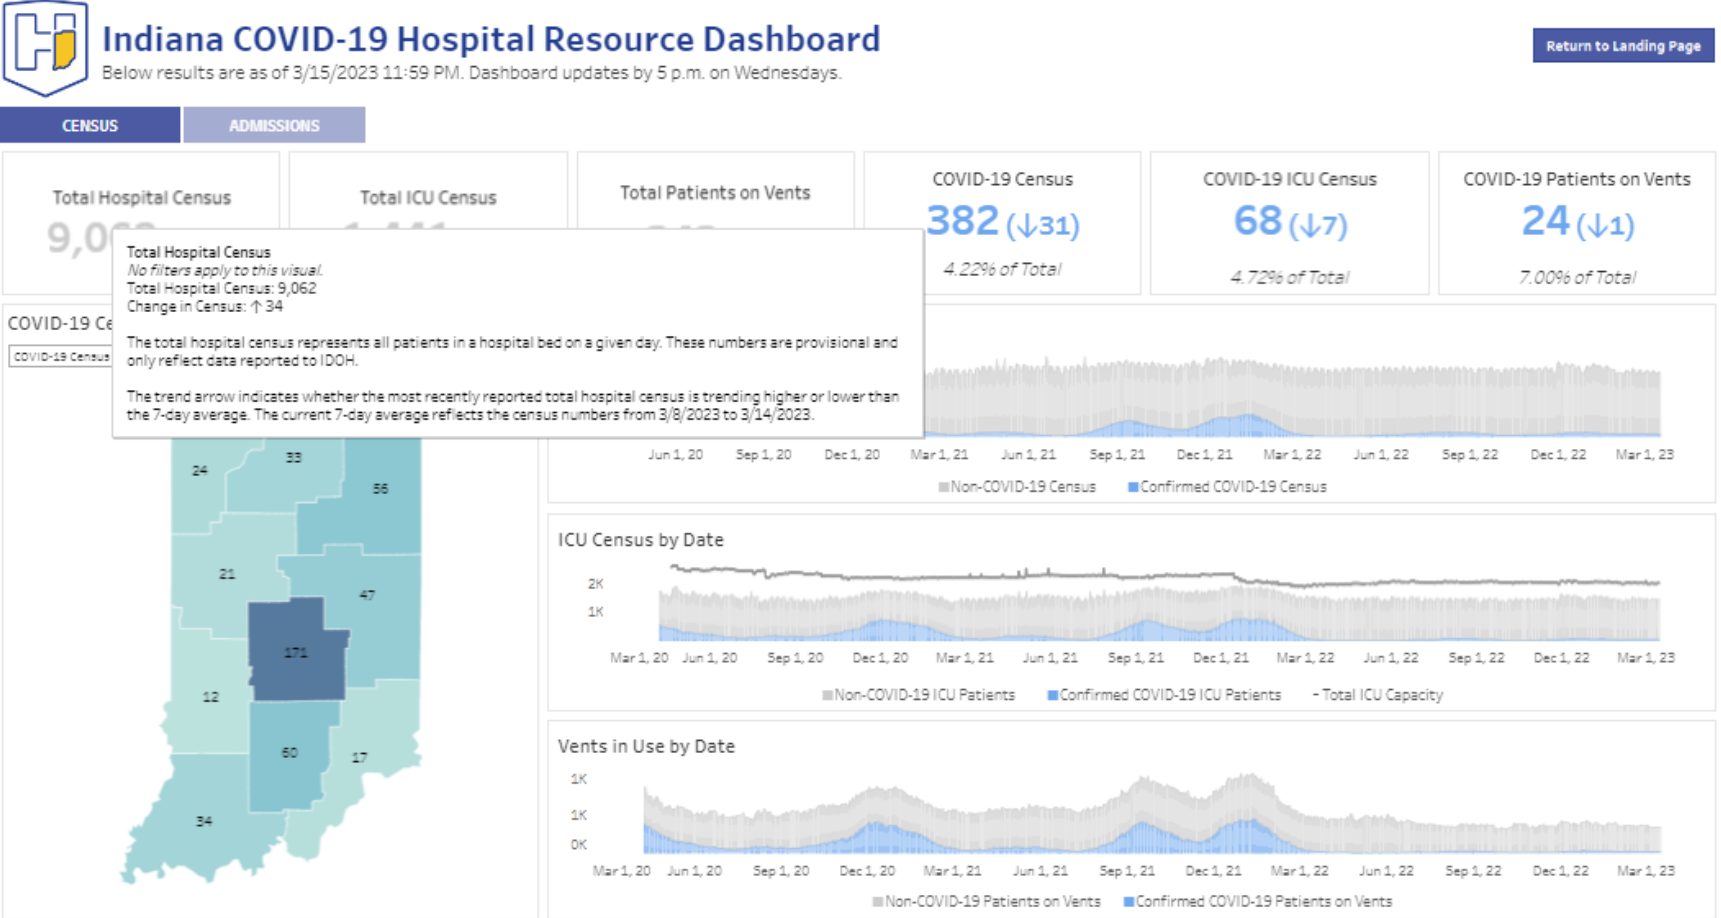 Indiana COVID-19 Hospital Resource Dashboard
Below results are as of 3/15/2023 11:59 PM. Dashboard updates by 5 p.m. on Wednesdays.
Return to Landing Page
CENSUS
ADMISSIONS
Total Hospital Census
Total ICU Census
Total Patients on Vents
COVID-19 Census
382 (↓31)
4.22% of Total
COVID-19 ICU Census
68 (↓7)
4.72% of Total
COVID-19 Patients on Vents
24 (↓1)
7.00% of Total
Total Hospital Census
No filters apply to this visual.
Total Hospital Census: 9,062
Change in Census: ↑ 34
The total hospital census represents all patients in a hospital bed on a given day. These numbers are provisional and
only reflect data reported to IDOH.
The trend arrow indicates whether the most recently reported total hospital census is trending higher or lower than
the 7-day average. The current 7-day average reflects the census numbers from 3/8/2023 to 3/14/2023.
COVID-19 Ce
COVID-19 Census
24
33
56
21
47
171
12
60
17
34
Jun 1, 20 Sep 1, 20 Dec 1, 20 Mar 1, 21 Jun 1, 21 Sep 1, 21 Dec 1, 21 Mar 1, 22 Jun 1, 22 Sep 1, 22 Dec 1, 22 Mar 1, 23
Non-COVID-19 Census Confirmed COVID-19 Census
ICU Census by Date
2K
1K
Mar 1, 20 Jun 1, 20 Sep 1, 20 Dec 1, 20 Mar 1, 21 Jun 1, 21 Sep 1, 21 Dec 1, 21 Mar 1, 22 Jun 1, 22 Sep 1, 22 Dec 1, 22 Mar 1, 23
Non-COVID-19 ICU Patients Confirmed COVID-19 ICU Patients - Total ICU Capacity
Vents in Use by Date
1K
1K
0K
Mar 1, 20 Jun 1, 20 Sep 1, 20 Dec 1, 20 Mar 1, 21 Jun 1, 21 Sep 1, 21 Dec 1, 21 Mar 1, 22 Jun 1, 22 Sep 1, 22 Dec 1, 22 Mar 1, 23
Non-COVID-19 Patients on Vents Confirmed COVID-19 Patients on Vents